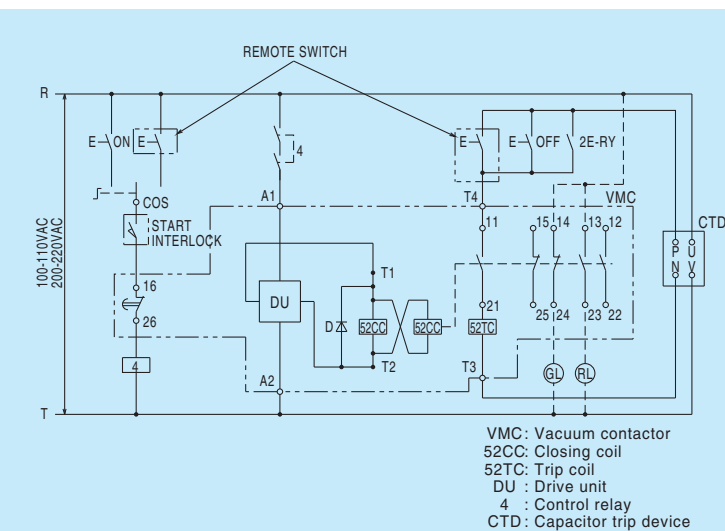 REMOTE SWITCH
R
E ON E
4
E E OFF 2E-RY
COS
A1
T4
VMC
CTD
START
INTERLOCK
11
15 14
13 12
P U
N V
100-110VAC
200-220VAC
16
T1
DU
D
52CC
52CC
26
21
25 24
23 22
52TC
T2
4
A2
T3
GL
RL
T
VMC : Vacuum contactor
52CC : Closing coil
52TC : Trip coil
DU : Drive unit
4 : Control relay
CTD : Capacitor trip device